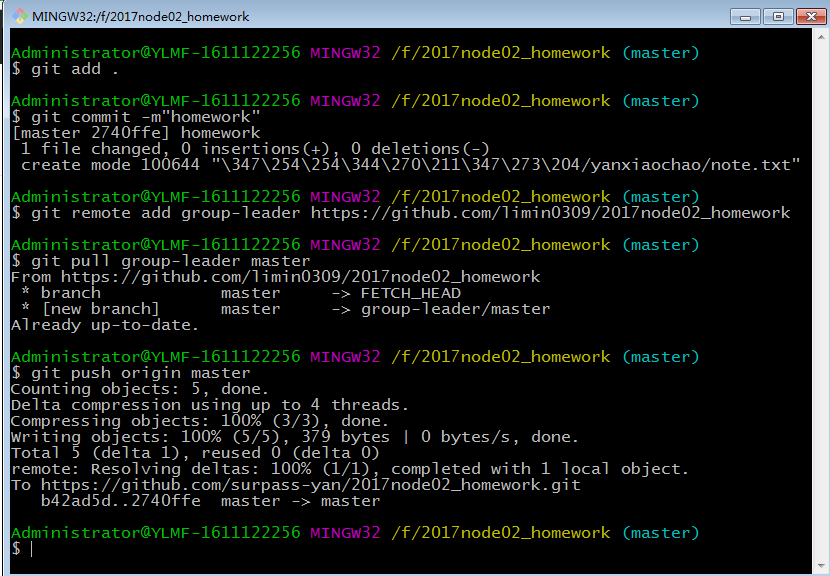 MINGW32:/f/2017node02_homework
Administrator@YLMF-1611122256 MINGW32 /f/2017node02_homework (master)
$ git add .
Administrator@YLMF-1611122256 MINGW32 /f/2017node02_homework (master)
$ git commit -m"homework"
[master 2740ffe] homework
 1 file changed, 0 insertions(+), 0 deletions(-)
 create mode 100644 "\347\254\254\344\270\211\347\273\204/yanxiaochao/note.txt"
Administrator@YLMF-1611122256 MINGW32 /f/2017node02_homework (master)
$ git remote add group-leader https://github.com/limin0309/2017node02_homework
Administrator@YLMF-1611122256 MINGW32 /f/2017node02_homework (master)
$ git pull group-leader master
From https://github.com/limin0309/2017node02_homework
 * branch            master     -> FETCH_HEAD
 * [new branch]      master     -> group-leader/master
Already up-to-date.
Administrator@YLMF-1611122256 MINGW32 /f/2017node02_homework (master)
$ git push origin master
Counting objects: 5, done.
Delta compression using up to 4 threads.
Compressing objects: 100% (3/3), done.
Writing objects: 100% (5/5), 379 bytes | 0 bytes/s, done.
Total 5 (delta 1), reused 0 (delta 0)
remote: Resolving deltas: 100% (1/1), completed with 1 local object.
To https://github.com/surpass-yan/2017node02_homework.git
   b42ad5d..2740ffe  master -> master
Administrator@YLMF-1611122256 MINGW32 /f/2017node02_homework (master)
$